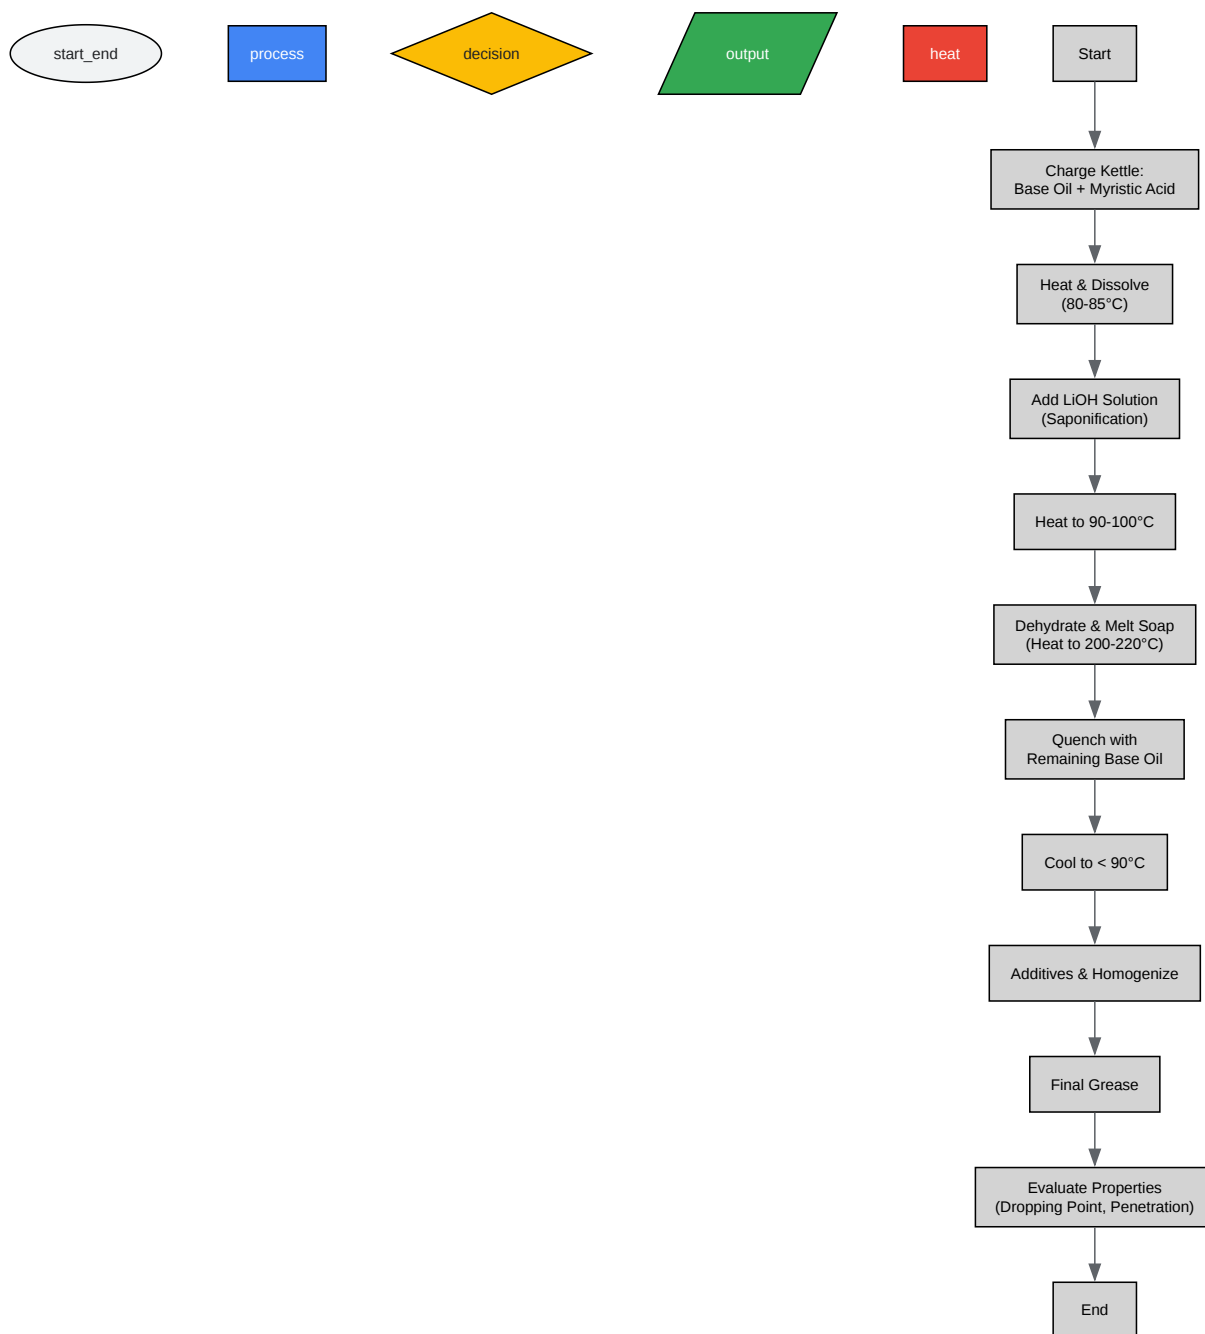 start_end
process
decision
output
heat
Start
Charge Kettle:
Base Oil + Myristic Acid
Heat & Dissolve
(80-85°C)
Add LiOH Solution
(Saponification)
Heat to 90-100°C
Dehydrate & Melt Soap
(Heat to 200-220°C)
Quench with
Remaining Base Oil
Cool to < 90°C
Additives & Homogenize
Final Grease
Evaluate Properties
(Dropping Point, Penetration)
End